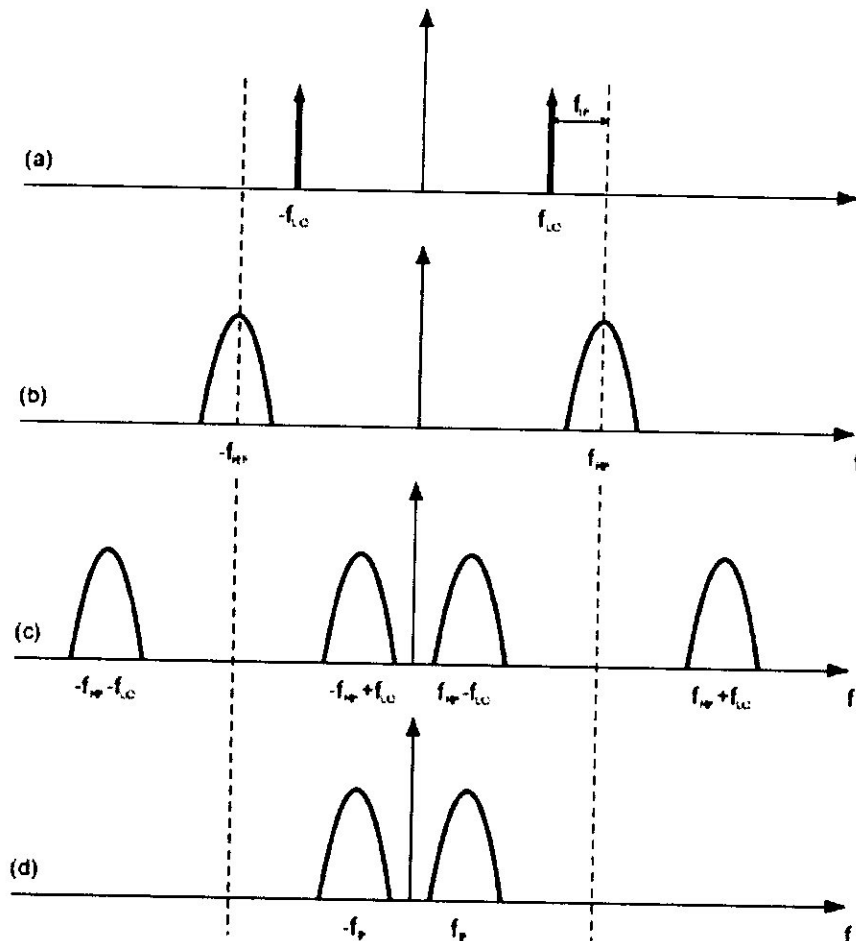 f_IF
(a)
-f_LO f_LO
(b)
-f_RF f_RF f
(c)
-f_RF-f_LO -f_RF+f_LO f_RF-f_LO f_RF+f_LO f
(d)
-f_IF f_IF f